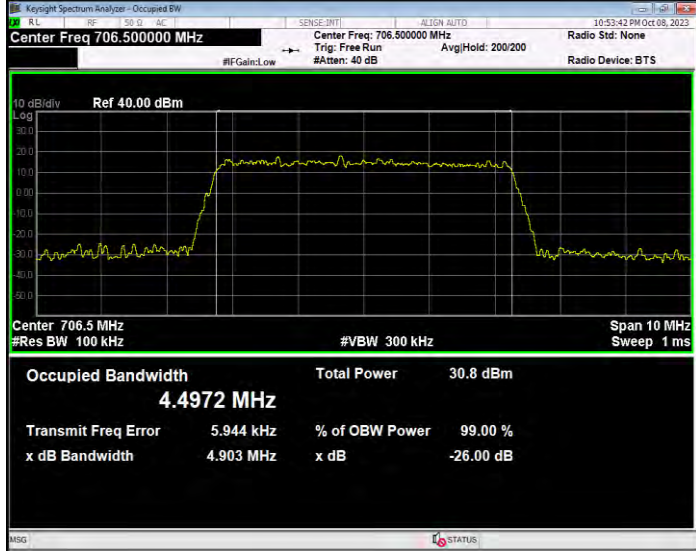 Keysight Spectrum Analyzer - Occupied BW
RL RF 50 Ω AC SENSE:INT ALIGN AUTO 10:53:42 PM Oct 08, 2023
Center Freq 706.500000 MHz Center Freq: 706.500000 MHz Radio Std: None
Trig: Free Run Avg|Hold: 200/200
#IFGain:Low #Atten: 40 dB Radio Device: BTS
10 dB/div Ref 40.00 dBm
Log
30.0
20.0
10.0
0.00
-10.0
-20.0
-30.0
-40.0
-50.0
Center 706.5 MHz Span 10 MHz
#Res BW 100 kHz #VBW 300 kHz Sweep 1 ms
Occupied Bandwidth Total Power 30.8 dBm
4.4972 MHz
Transmit Freq Error 5.944 kHz % of OBW Power 99.00 %
x dB Bandwidth 4.903 MHz x dB -26.00 dB
MSG STATUS